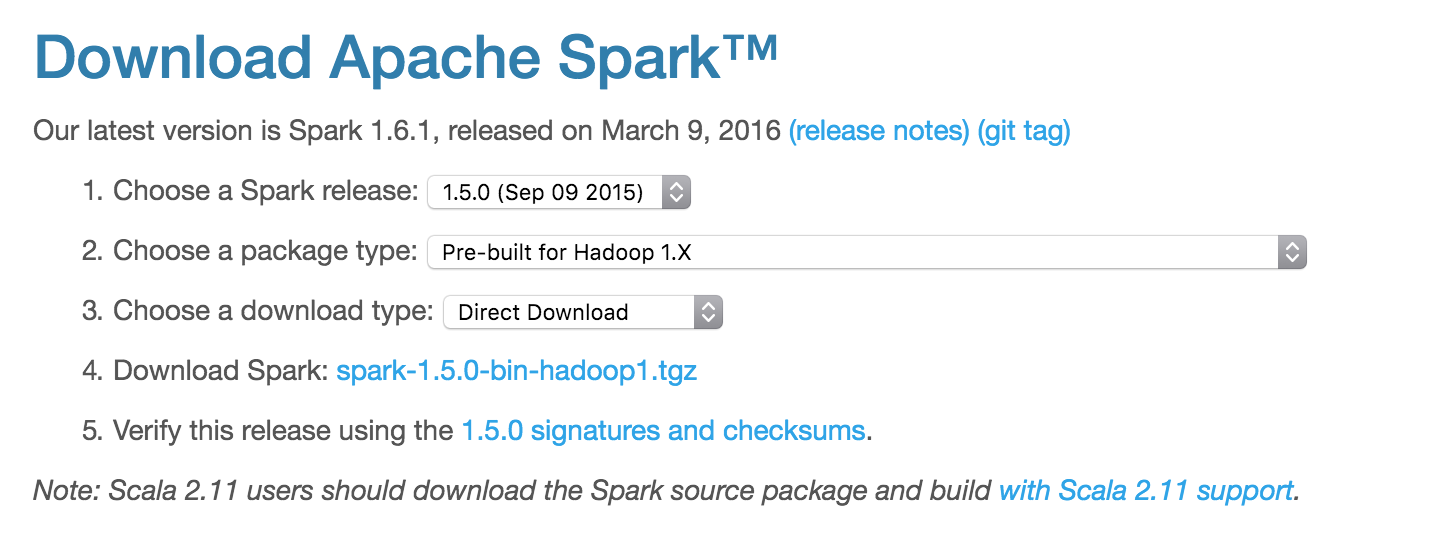 Download Apache Spark™
Our latest version is Spark 1.6.1, released on March 9, 2016 (release notes) (git tag)
1. Choose a Spark release: 1.5.0 (Sep 09 2015)
2. Choose a package type: Pre-built for Hadoop 1.X
3. Choose a download type: Direct Download
4. Download Spark: spark-1.5.0-bin-hadoop1.tgz
5. Verify this release using the 1.5.0 signatures and checksums.
Note: Scala 2.11 users should download the Spark source package and build with Scala 2.11 support.